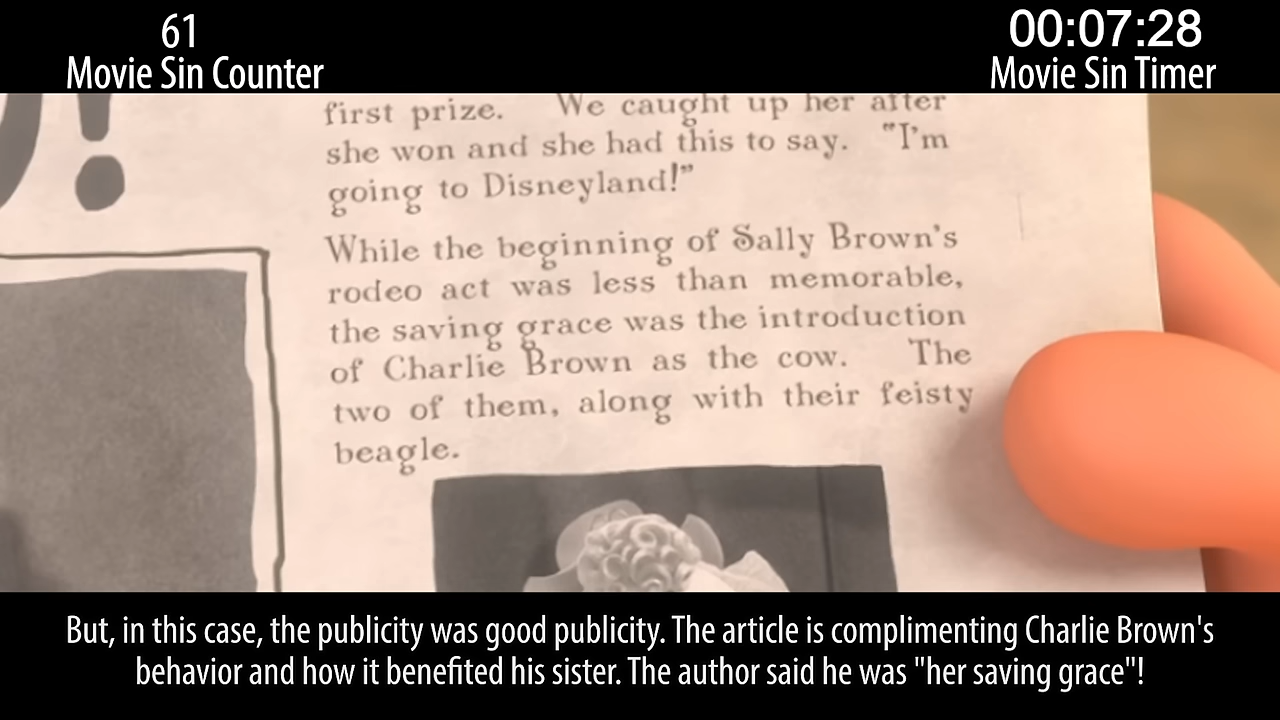 61
Movie Sin Counter
00:07:28
Movie Sin Timer
first prize. We caught up her after
she won and she had this to say. "I'm
going to Disneyland!"
While the beginning of Sally Brown's
rodeo act was less than memorable,
the saving grace was the introduction
of Charlie Brown as the cow. The
two of them, along with their feisty
beagle.
But, in this case, the publicity was good publicity. The article is complimenting Charlie Brown's
behavior and how it benefited his sister. The author said he was "her saving grace"!